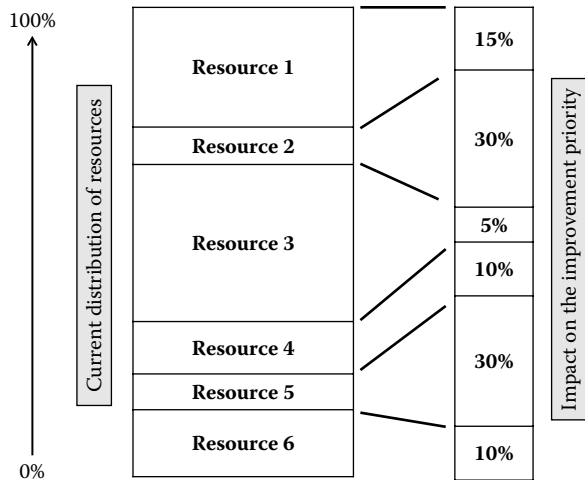 100%
Current distribution of resources
0%
Resource 1
Resource 2
Resource 3
Resource 4
Resource 5
Resource 6
15%
30%
5%
10%
30%
10%
Impact on the improvement priority